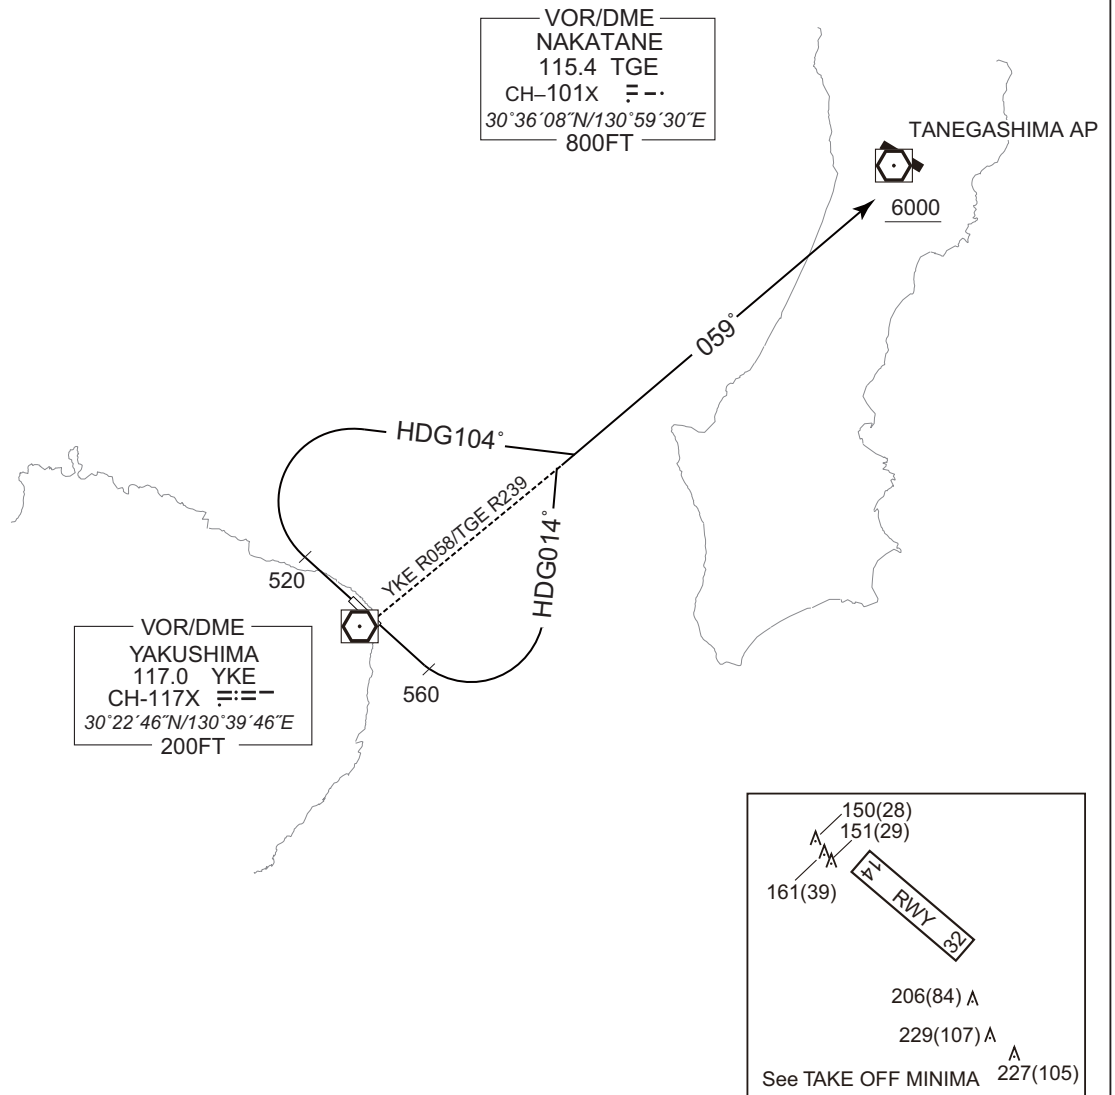 VOR/DME
NAKATANE
115.4 TGE
CH–101X
30°36´08˝N/130°59´30˝E
800FT
TANEGASHIMA AP
6000
059°
HDG104°
YKE R058/TGE R239
HDG014°
520
560
VOR/DME
YAKUSHIMA
117.0 YKE
CH-117X
30°22´46˝N/130°39´46˝E
200FT
150(28)
151(29)
161(39)
14
RWY
32
206(84)
229(107)
227(105)
See TAKE OFF MINIMA